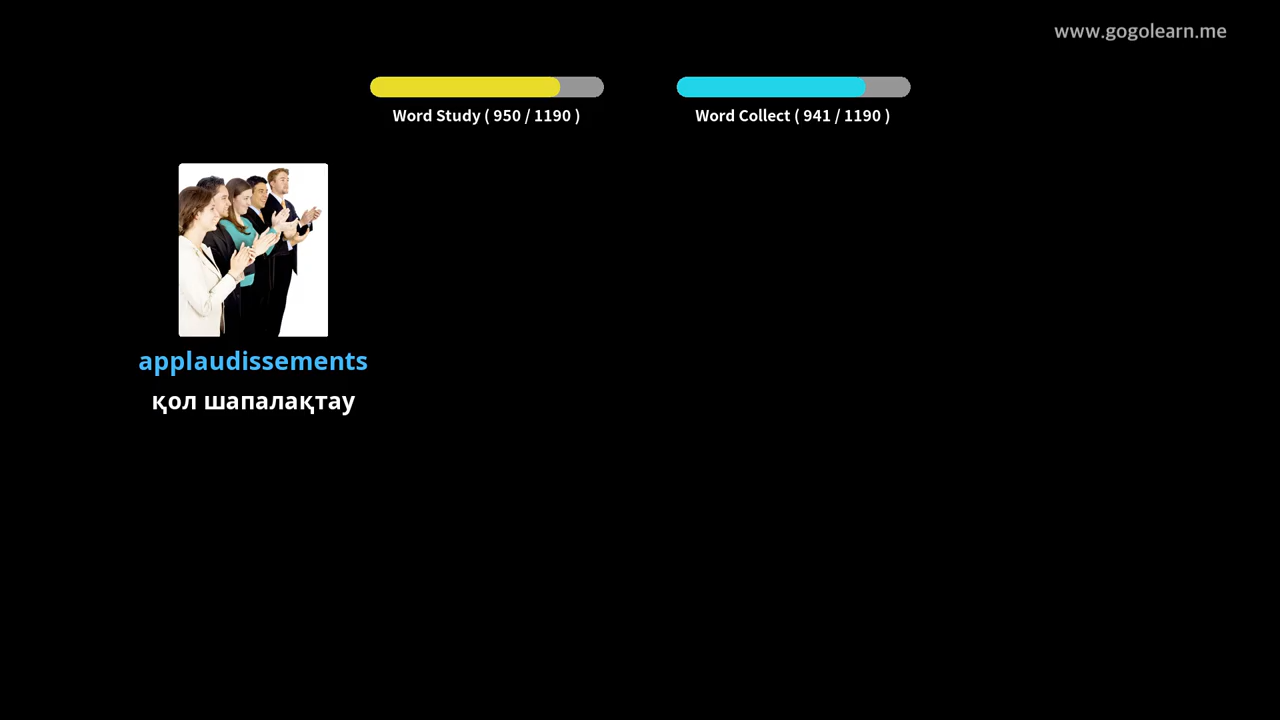 www.gogolearn.me
Word Study ( 950 / 1190 )
Word Collect ( 941 / 1190 )
applaudissements
қол шапалақтау